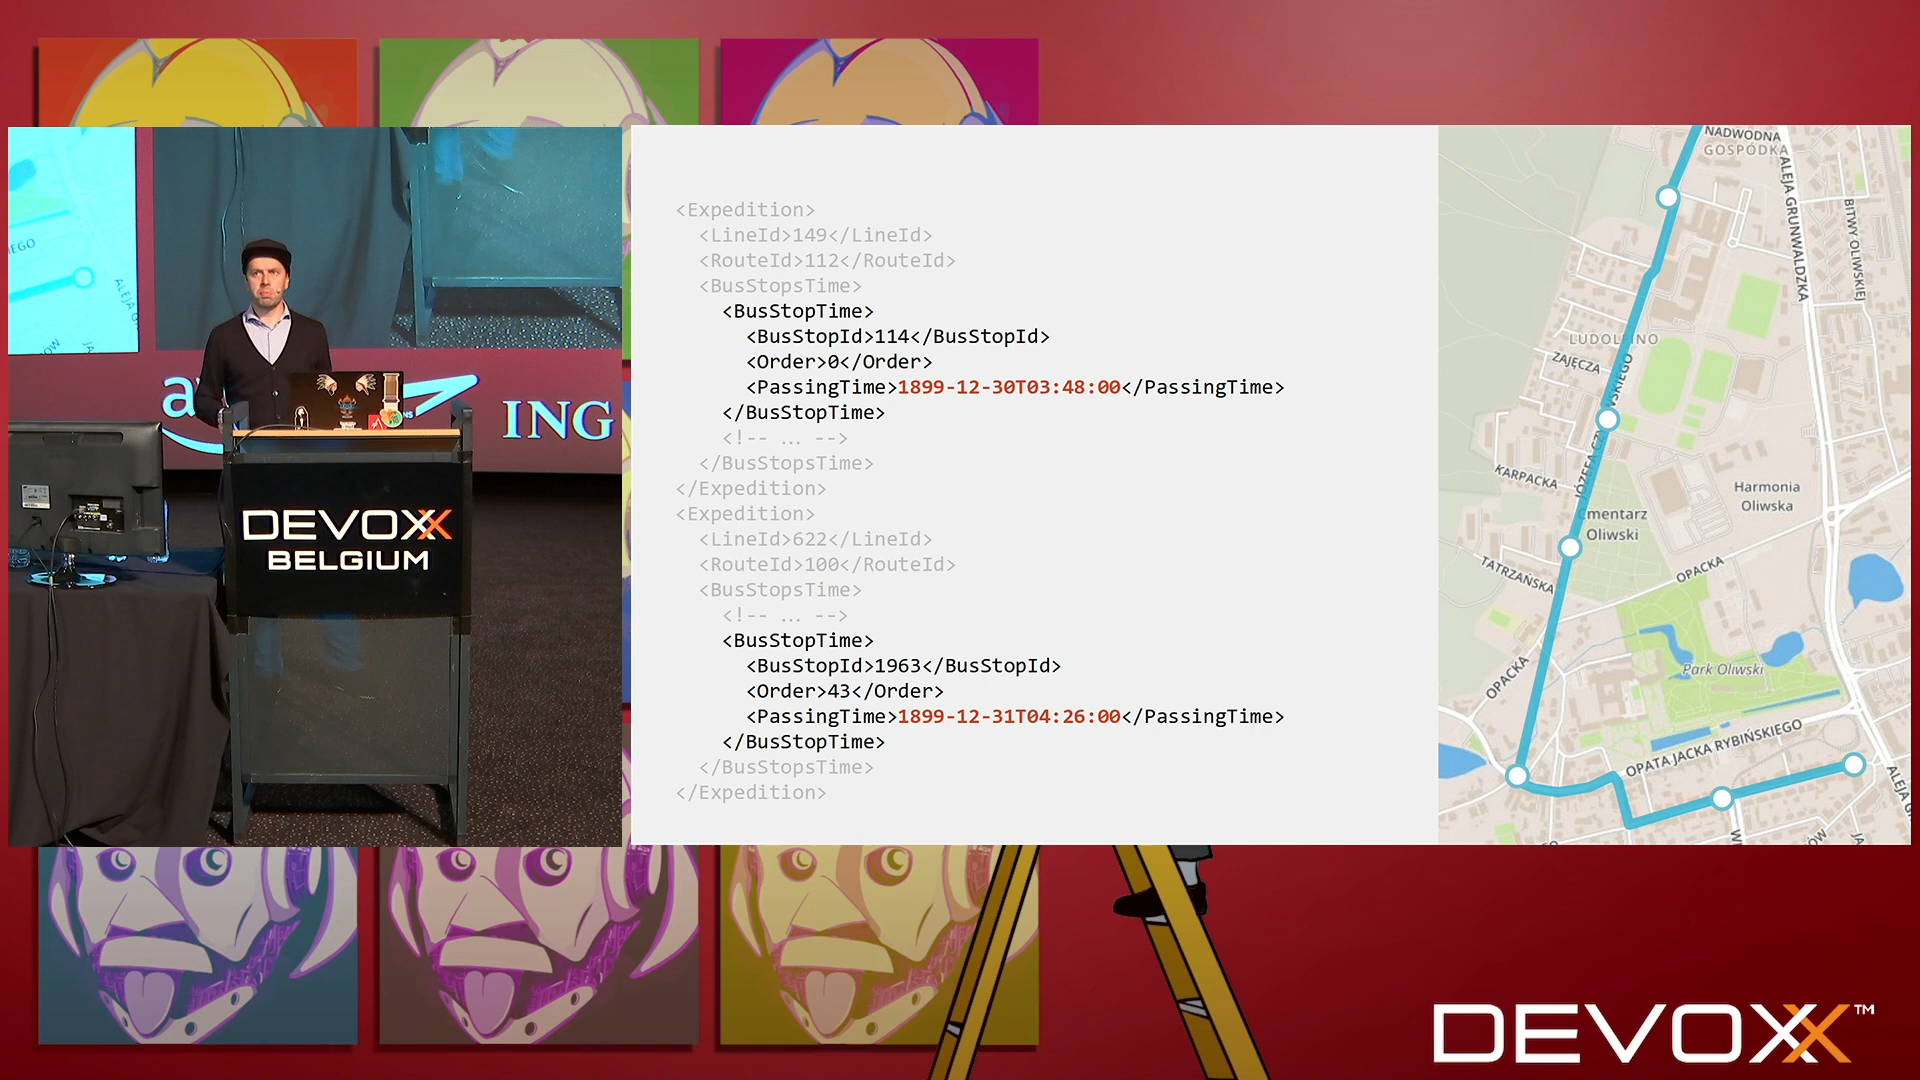 <Expedition>
<LineId>149</LineId>
<RouteId>112</RouteId>
<BusStopsTime>
<BusStopTime>
<BusStopId>114</BusStopId>
<Order>0</Order>
<PassingTime>1899-12-30T03:48:00</PassingTime>
</BusStopTime>
<!-- … -->
</BusStopsTime>
</Expedition>
<Expedition>
<LineId>622</LineId>
<RouteId>100</RouteId>
<BusStopsTime>
<!-- … -->
<BusStopTime>
<BusStopId>1963</BusStopId>
<Order>43</Order>
<PassingTime>1899-12-31T04:26:00</PassingTime>
</BusStopTime>
</BusStopsTime>
</Expedition>
NADWODNA
GOSPÓDKA
ALEJA GRUNWALDZKA
BITWY OLIWSKIEJ
ZAJĘCZA
KARPACKA
Harmonia
Oliwska
Oliwski
TATRZAŃSKA
OPACKA
OPACKA
Park Oliwski
OPATA JACKA RYBIŃSKIEGO
ING
DEVOXX
BELGIUM
DEVOXX™